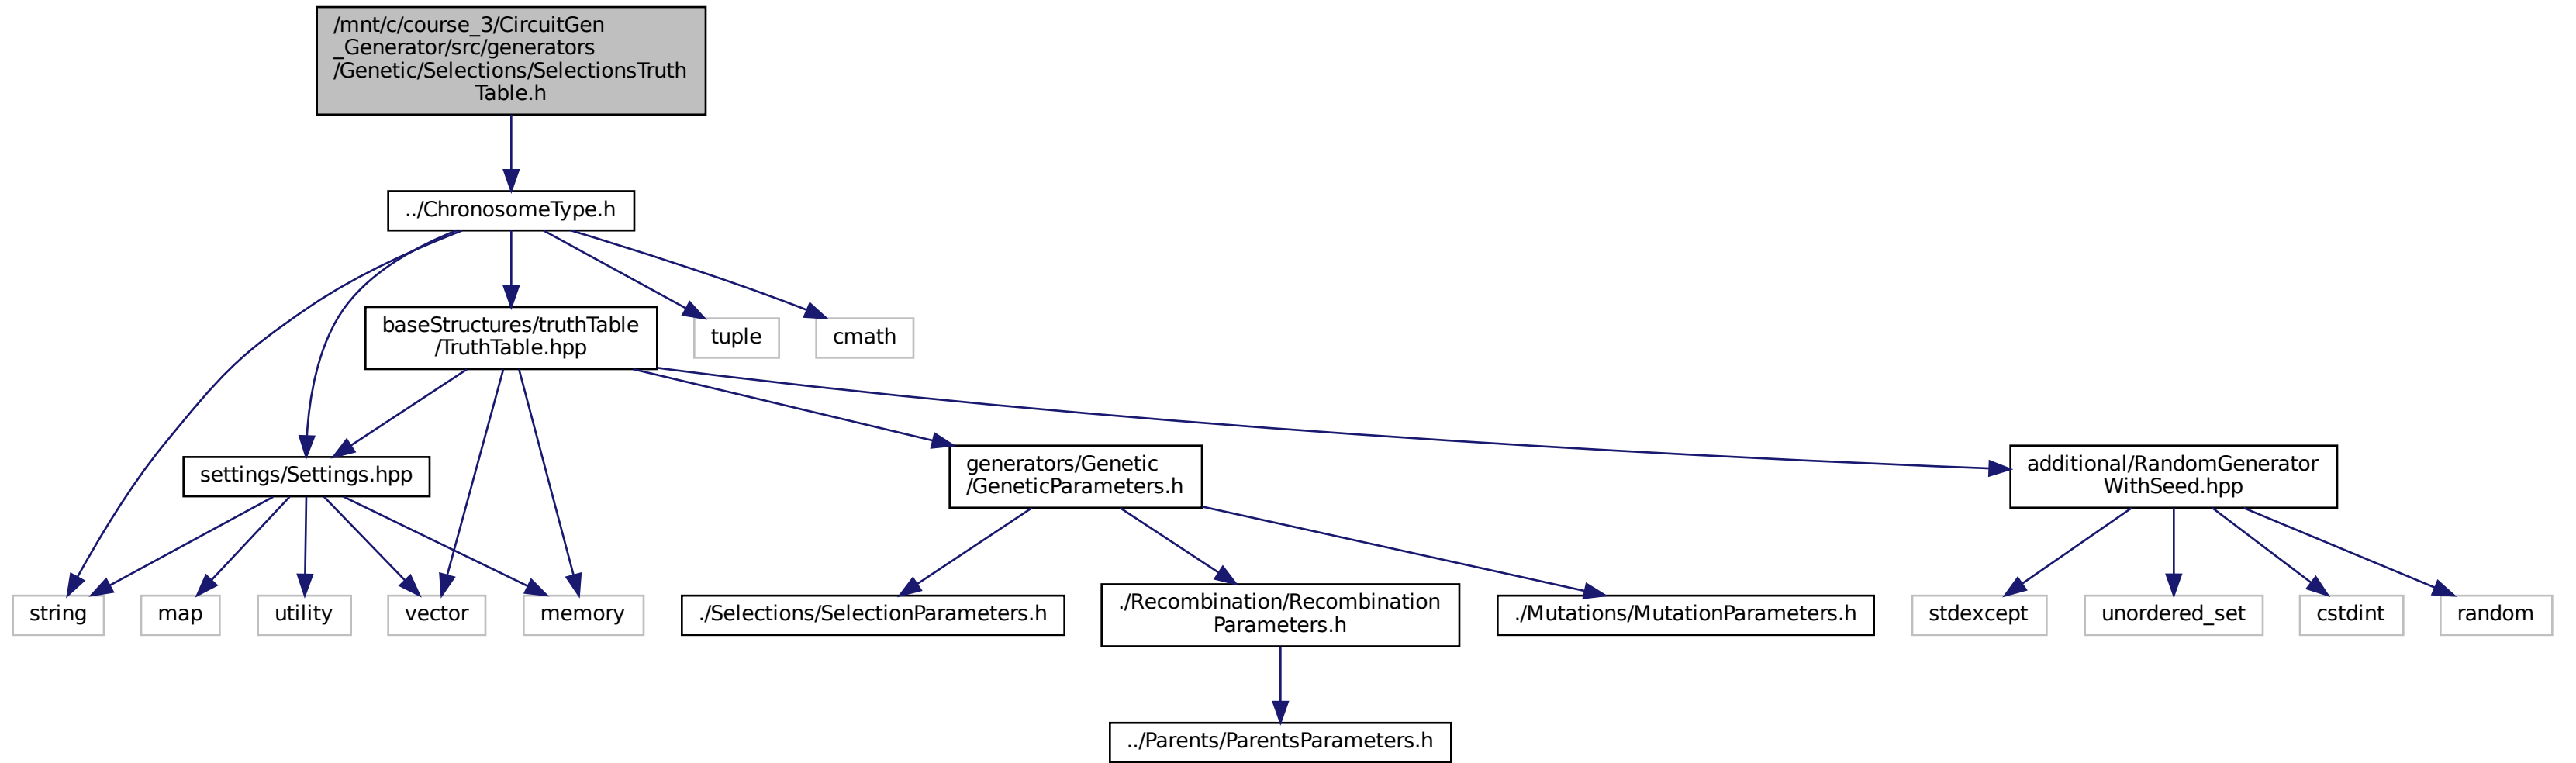 /mnt/c/course_3/CircuitGen
_Generator/src/generators
/Genetic/Selections/SelectionsTruth
Table.h
../ChronosomeType.h
baseStructures/truthTable
/TruthTable.hpp
tuple
cmath
settings/Settings.hpp
generators/Genetic
/GeneticParameters.h
additional/RandomGenerator
WithSeed.hpp
string
map
utility
vector
memory
./Selections/SelectionParameters.h
./Recombination/Recombination
Parameters.h
./Mutations/MutationParameters.h
stdexcept
unordered_set
cstdint
random
../Parents/ParentsParameters.h